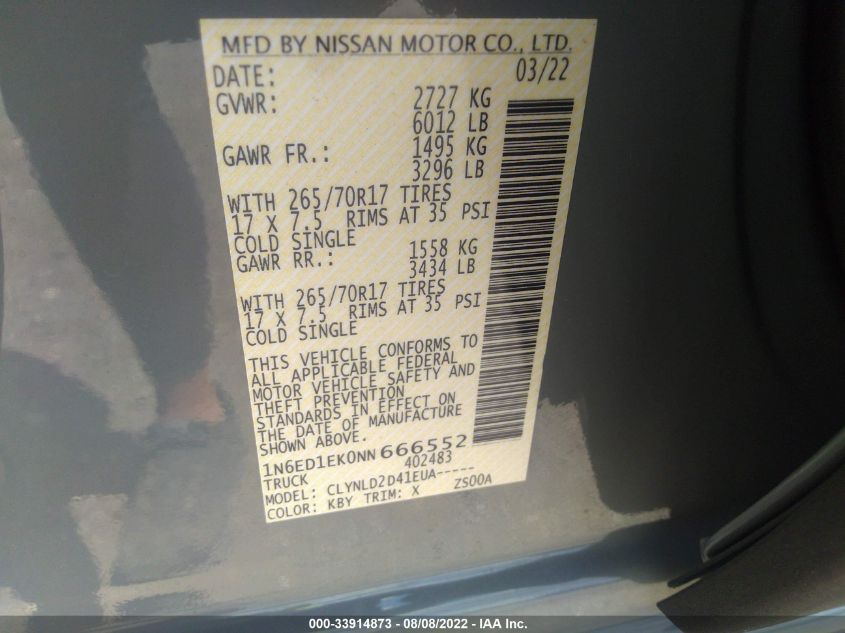 MFD BY NISSAN MOTOR CO., LTD.
DATE: 03/22
GVWR: 2727 KG
6012 LB
GAWR FR.: 1495 KG
3296 LB
WITH 265/70R17 TIRES
17 X 7.5 RIMS AT 35 PSI
COLD SINGLE
GAWR RR.: 1558 KG
3434 LB
WITH 265/70R17 TIRES
17 X 7.5 RIMS AT 35 PSI
COLD SINGLE
THIS VEHICLE CONFORMS TO
ALL APPLICABLE FEDERAL
MOTOR VEHICLE SAFETY AND
THEFT PREVENTION
STANDARDS IN EFFECT ON
THE DATE OF MANUFACTURE
SHOWN ABOVE.
1N6ED1EK0NN666552
TRUCK 402483
MODEL: CLYNLD2D41EUA-----
COLOR: KBY TRIM: X ZS00A
000-33914873 - 08/08/2022 - IAA Inc.